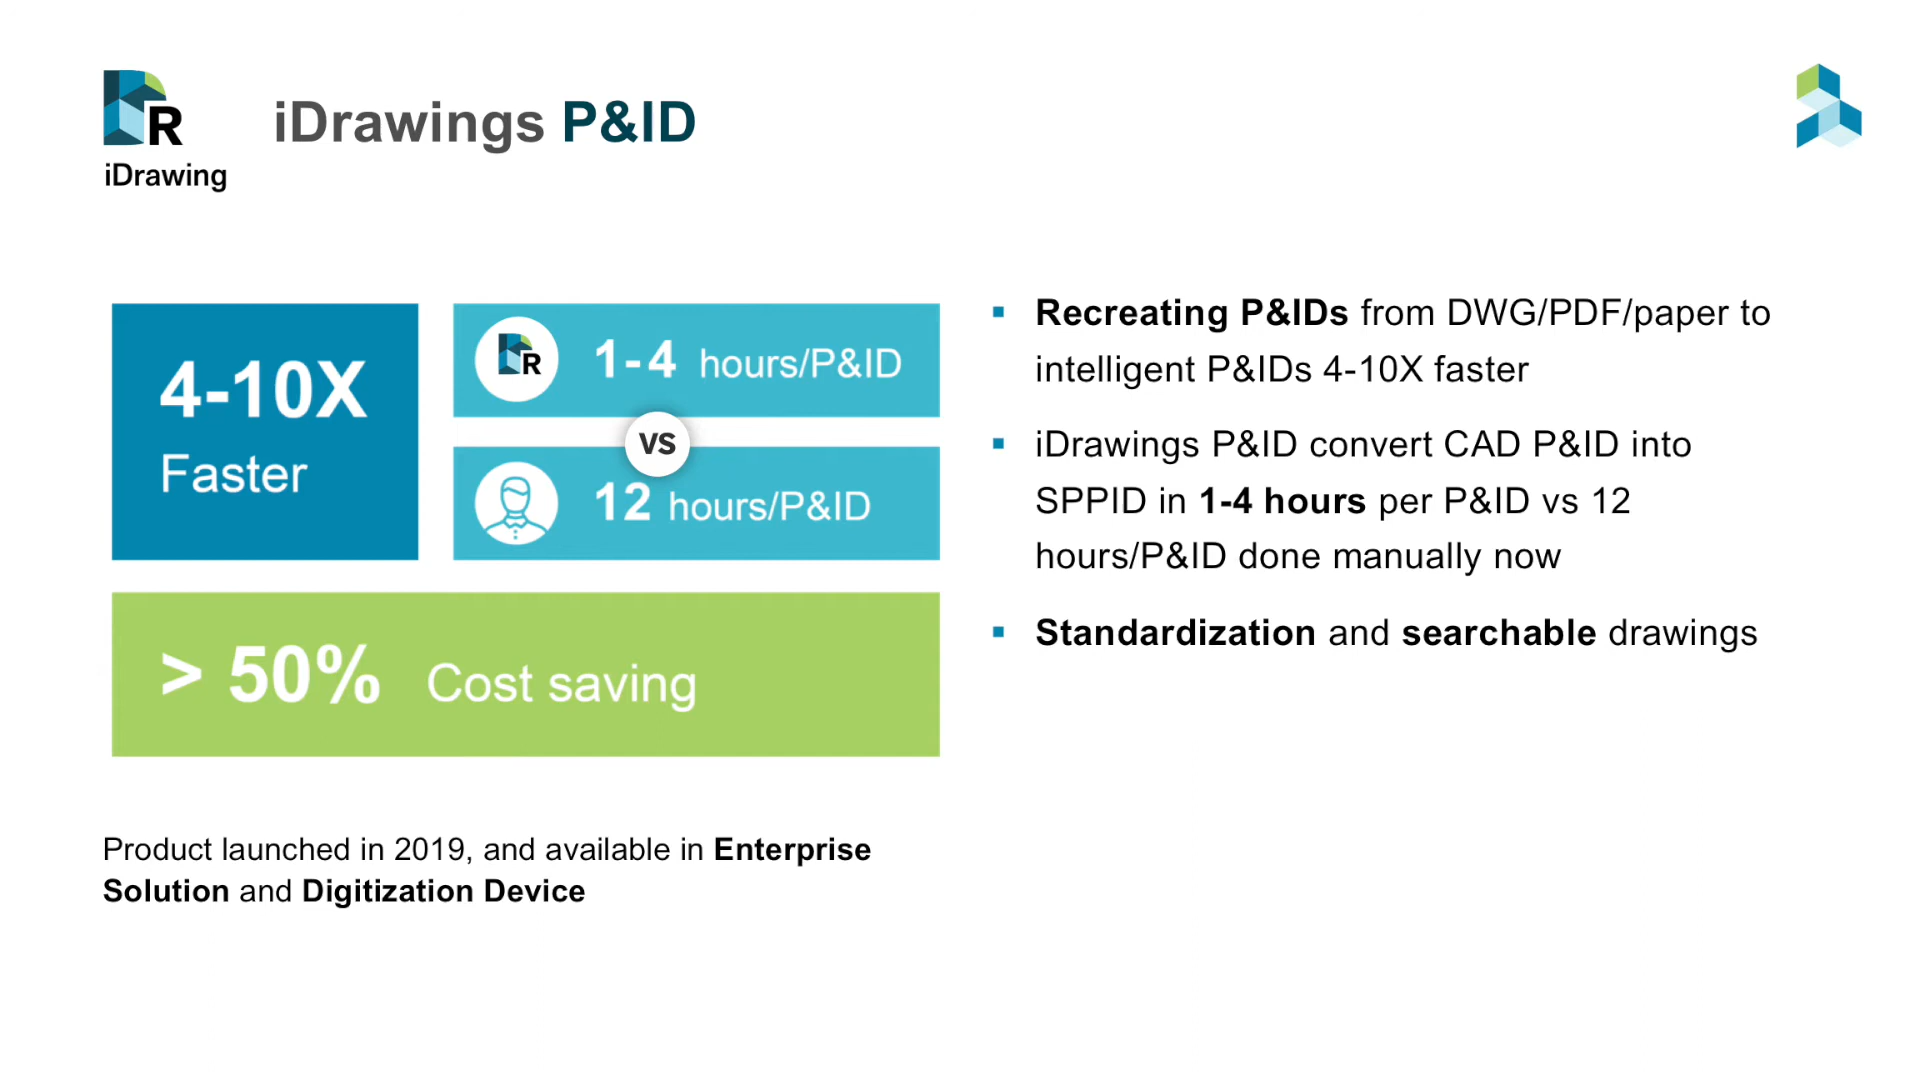 R
iDrawing
iDrawings P&ID
4-10X
Faster
R
1-4 hours/P&ID
VS
12 hours/P&ID
> 50% Cost saving
▪ Recreating P&IDs from DWG/PDF/paper to
intelligent P&IDs 4-10X faster
▪ iDrawings P&ID convert CAD P&ID into
SPPID in 1-4 hours per P&ID vs 12
hours/P&ID done manually now
▪ Standardization and searchable drawings
Product launched in 2019, and available in Enterprise
Solution and Digitization Device